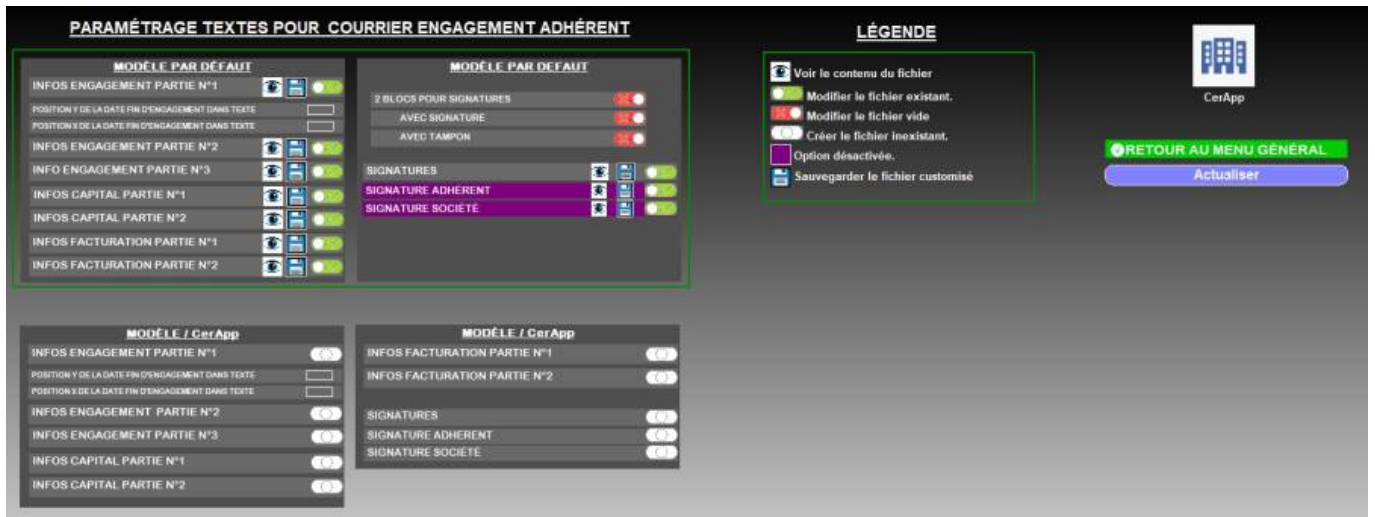 PARAMÉTRAGE TEXTES POUR COURRIER ENGAGEMENT ADHÉRENT
MODÈLE PAR DÉFAUT
INFOS ENGAGEMENT PARTIE N°1
POSITION Y DE LA DATE FIN D'ENGAGEMENT DANS TEXTE
POSITION X DE LA DATE FIN D'ENGAGEMENT DANS TEXTE
INFOS ENGAGEMENT PARTIE N°2
INFO ENGAGEMENT PARTIE N°3
INFOS CAPITAL PARTIE N°1
INFOS CAPITAL PARTIE N°2
INFOS FACTURATION PARTIE N°1
INFOS FACTURATION PARTIE N°2
MODÈLE PAR DEFAUT
2 BLOCS POUR SIGNATURES
AVEC SIGNATURE
AVEC TAMPON
SIGNATURES
SIGNATURE ADHERENT
SIGNATURE SOCIÉTÉ
MODÈLE / CerApp
INFOS ENGAGEMENT PARTIE N°1
POSITION Y DE LA DATE FIN D'ENGAGEMENT DANS TEXTE
POSITION X DE LA DATE FIN D'ENGAGEMENT DANS TEXTE
INFOS ENGAGEMENT PARTIE N°2
INFOS ENGAGEMENT PARTIE N°3
INFOS CAPITAL PARTIE N°1
INFOS CAPITAL PARTIE N°2
MODÈLE / CerApp
INFOS FACTURATION PARTIE N°1
INFOS FACTURATION PARTIE N°2
SIGNATURES
SIGNATURE ADHERENT
SIGNATURE SOCIÉTÉ
LÉGENDE
Voir le contenu du fichier
Modifier le fichier existant.
Modifier le fichier vide
Créer le fichier inexistant.
Option désactivée.
Sauvegarder le fichier customisé
CerApp
RETOUR AU MENU GÉNÉRAL
Actualiser